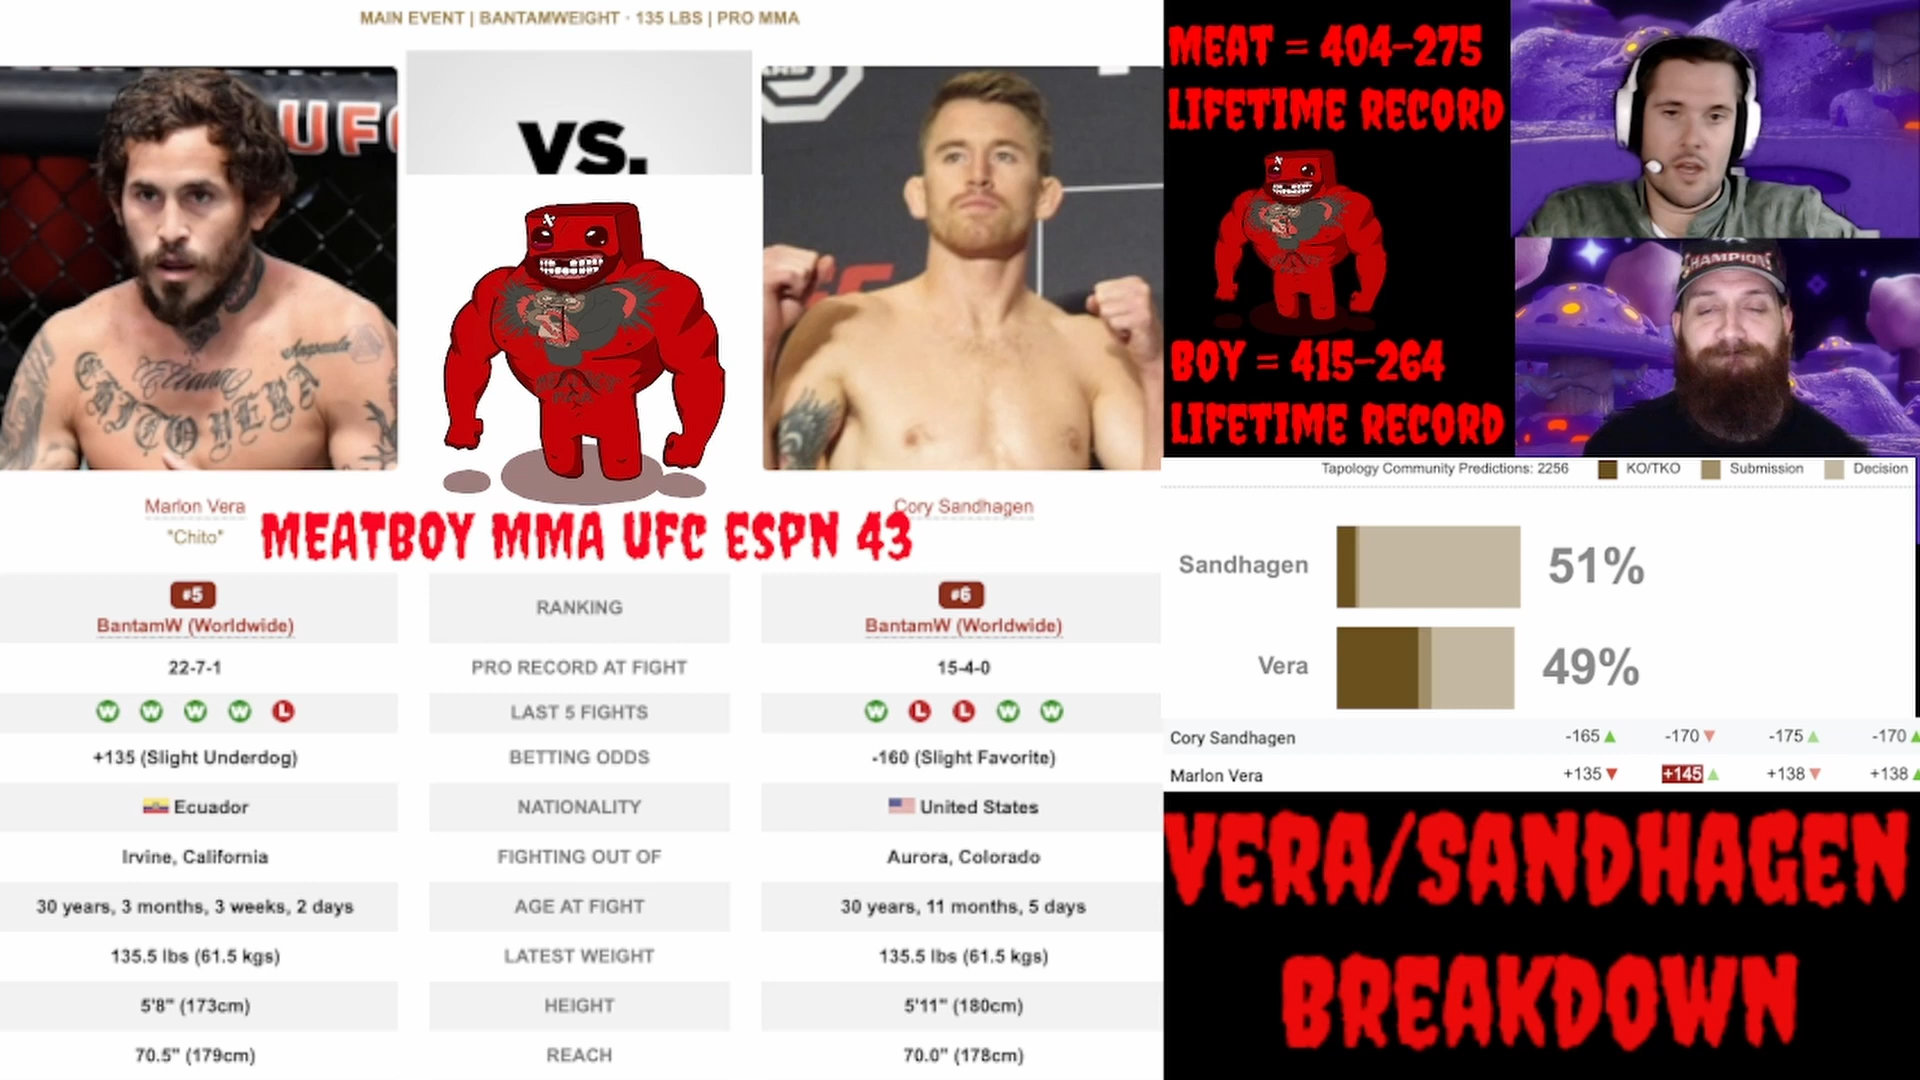 MAIN EVENT | BANTAMWEIGHT · 135 LBS | PRO MMA
UFC
VS.
Marlon Vera
"Chito"
Cory Sandhagen
MEATBOY MMA UFC ESPN 43
#5
BantamW (Worldwide)
RANKING
#6
BantamW (Worldwide)
22-7-1
PRO RECORD AT FIGHT
15-4-0
W W W W L
LAST 5 FIGHTS
W L L W W
+135 (Slight Underdog)
BETTING ODDS
-160 (Slight Favorite)
Ecuador
NATIONALITY
United States
Irvine, California
FIGHTING OUT OF
Aurora, Colorado
30 years, 3 months, 3 weeks, 2 days
AGE AT FIGHT
30 years, 11 months, 5 days
135.5 lbs (61.5 kgs)
LATEST WEIGHT
135.5 lbs (61.5 kgs)
5'8" (173cm)
HEIGHT
5'11" (180cm)
70.5" (179cm)
REACH
70.0" (178cm)
MEAT = 404-275
LIFETIME RECORD
BOY = 415-264
LIFETIME RECORD
CHAMPIONS
Tapology Community Predictions: 2256 KO/TKO Submission Decision
Sandhagen 51%
Vera 49%
Cory Sandhagen -165 -170 -175 -170
Marlon Vera +135 +145 +138 +138
VERA/SANDHAGEN
BREAKDOWN